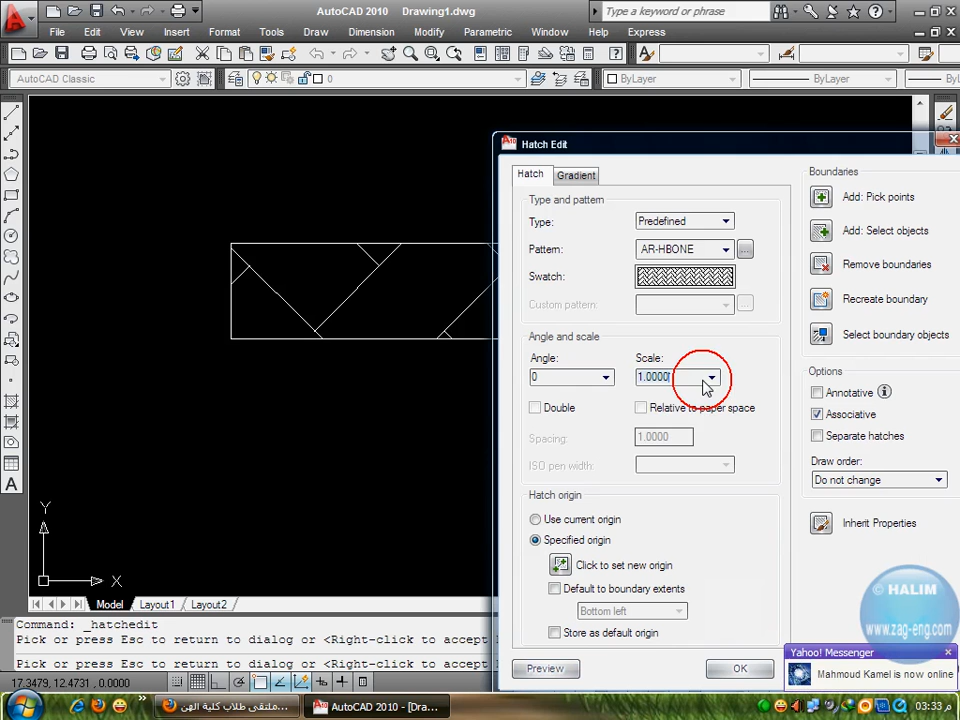 AutoCAD 2010 Drawing1.dwg
Type a keyword or phrase
File Edit View Insert Format Tools Draw Dimension Modify Parametric Window Help Express
AutoCAD Classic
0
ByLayer
ByLayer
ByLayer
Hatch Edit
Hatch
Gradient
Type and pattern
Type:
Predefined
Pattern:
AR-HBONE
...
Swatch:
Custom pattern:
...
Angle and scale
Angle:
Scale:
0
1.0000
Double
Relative to paper space
Spacing:
1.0000
ISO pen width:
Hatch origin
Use current origin
Specified origin
Click to set new origin
Default to boundary extents
Bottom left
Store as default origin
Preview
OK
Boundaries
Add: Pick points
Add: Select objects
Remove boundaries
Recreate boundary
Select boundary objects
Options
Annotative
Associative
Separate hatches
Draw order:
Do not change
Inherit Properties
Y
X
A
A
Model
Layout1
Layout2
Command: _hatchedit
Pick or press Esc to return to dialog or <Right-click to accept
Pick or press Esc to return to dialog or <Right-click to accept
17.3479, 12.4731 , 0.0000
© HALIM
www.zag-eng.com
Yahoo! Messenger
Mahmoud Kamel is now online
ملتقى طلاب كلية الهن...
AutoCAD 2010 - [Dra...
03:33 م